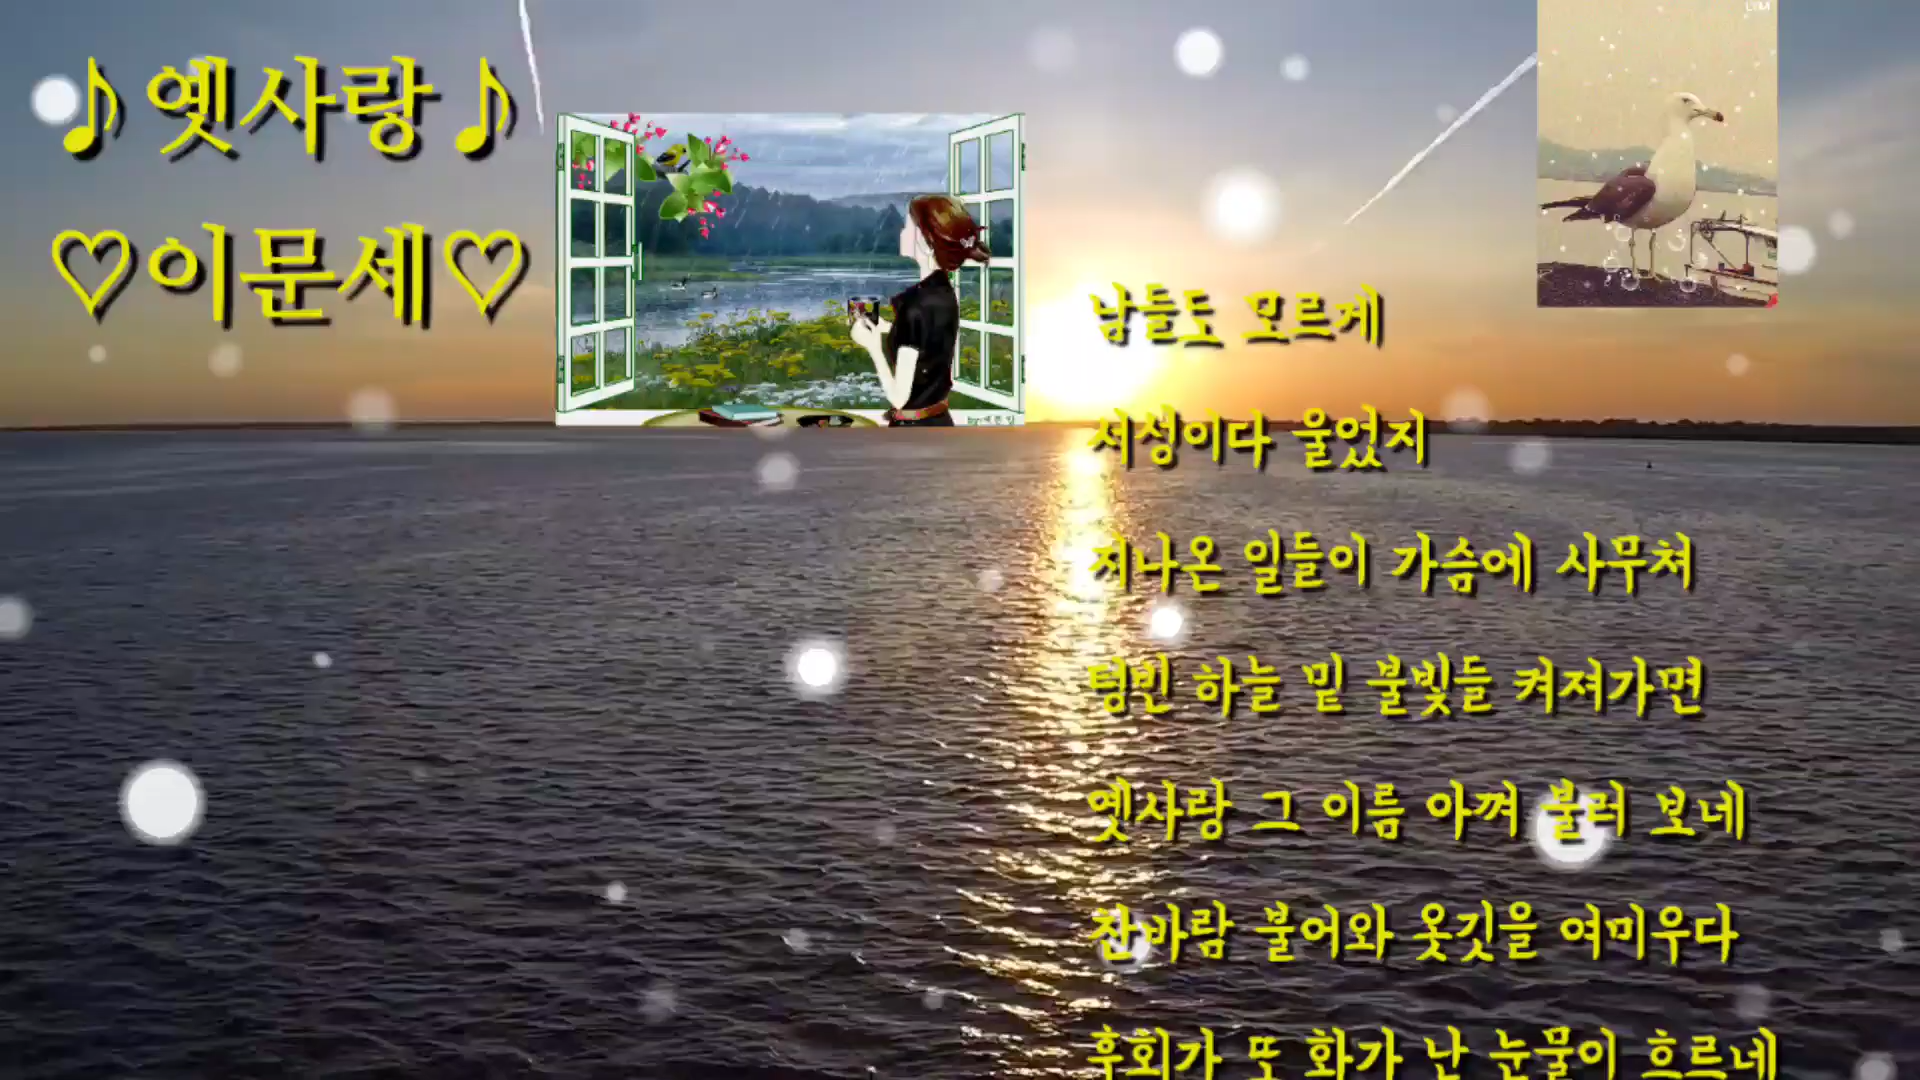 ♪옛사랑♪
♡이문세♡
LIM
남들도 모르게
서성이다 울었지
지나온 일들이 가슴에 사무쳐
텅빈 하늘 밑 불빛들 켜져가면
옛사랑 그 이름 아껴 불러 보네
찬바람 불어와 옷깃을 여미우다
후회가 또 화가 난 눈물이 흐르네